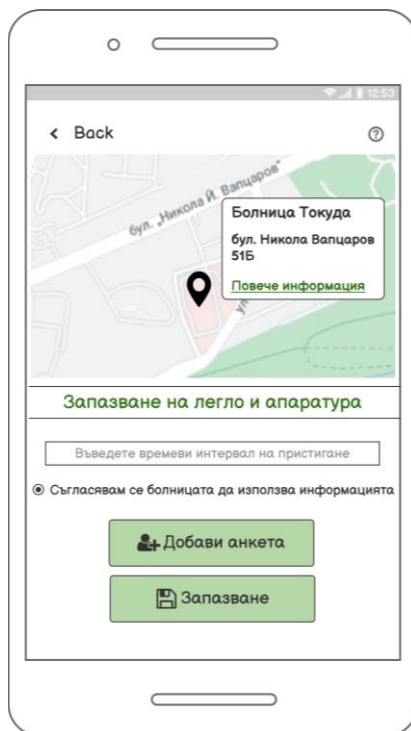 12:53
Back
?
бул. „Никола Й. Вапцаров"
Болница Токуда
бул. Никола Вапцаров
51Б
Повече информация
ул
Запазване на легло и апаратура
Въведете времеви интервал на пристигане
Съгласявам се болницата да използва информацията
Добави анкета
Запазване